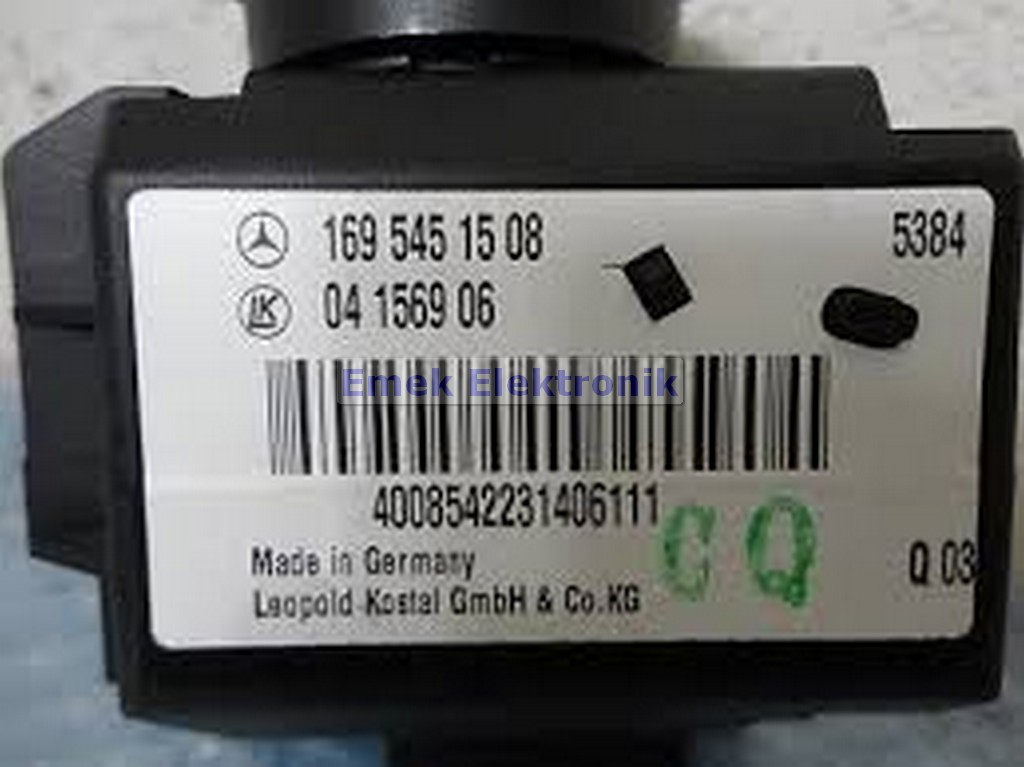 169 545 15 08 5384
LK 04 1569 06
Emek Elektronik
4008542231406111
C Q
Made in Germany Q 03
Leopold Kostal GmbH & Co. KG